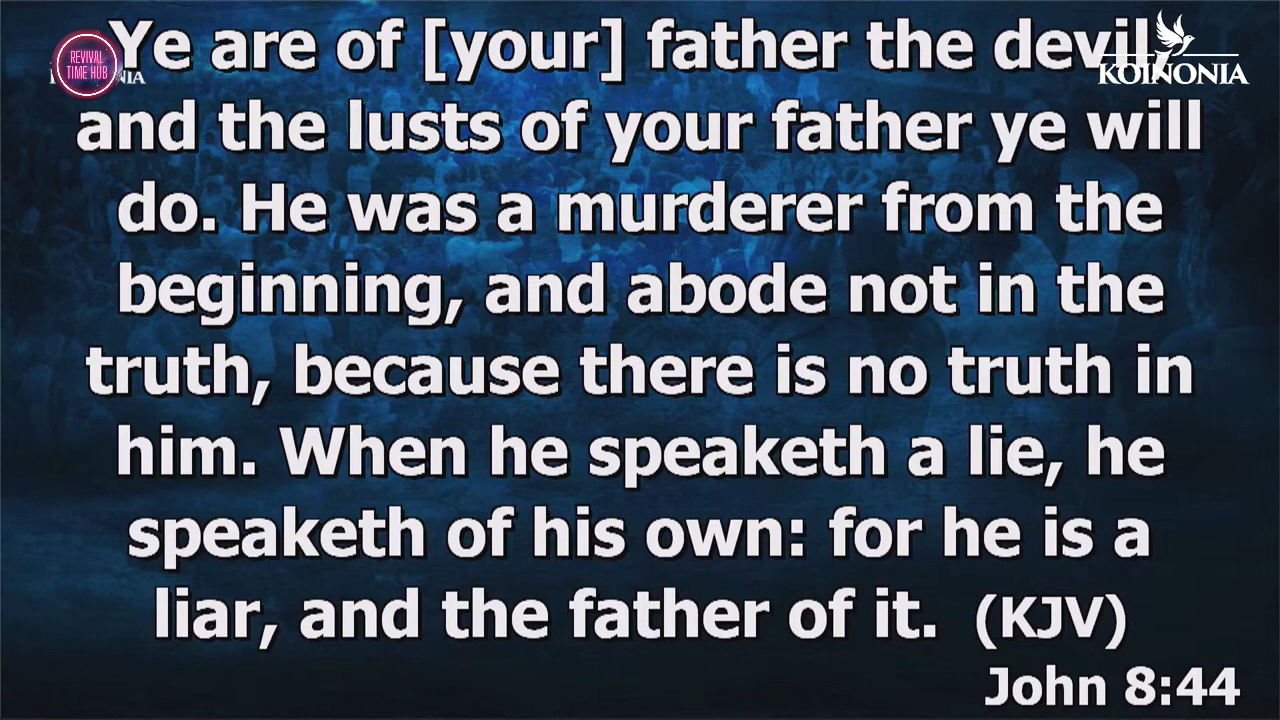 REVIVAL
TIME HUB
NIA
KOINONIA
Ye are of [your] father the devil,
and the lusts of your father ye will
do. He was a murderer from the
beginning, and abode not in the
truth, because there is no truth in
him. When he speaketh a lie, he
speaketh of his own: for he is a
liar, and the father of it. (KJV)
John 8:44